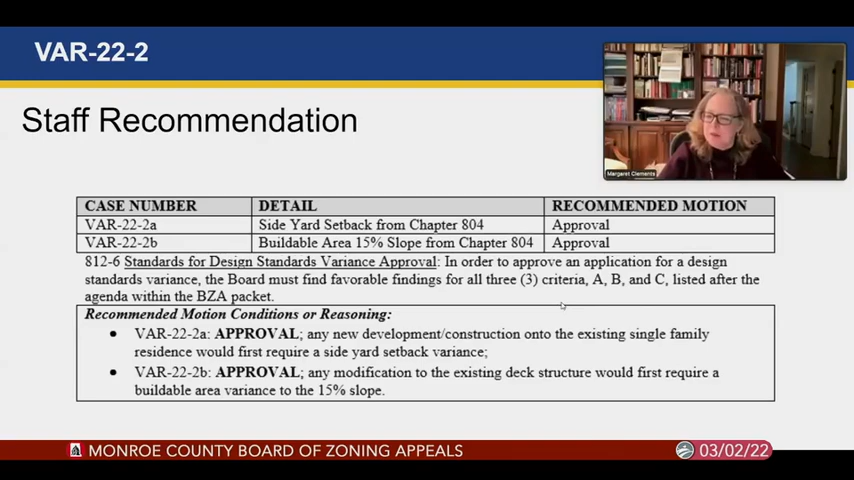 VAR-22-2
Staff Recommendation
Margaret Clements
CASE NUMBER DETAIL RECOMMENDED MOTION
VAR-22-2a Side Yard Setback from Chapter 804 Approval
VAR-22-2b Buildable Area 15% Slope from Chapter 804 Approval
812-6 Standards for Design Standards Variance Approval: In order to approve an application for a design
standards variance, the Board must find favorable findings for all three (3) criteria, A, B, and C, listed after the
agenda within the BZA packet.
Recommended Motion Conditions or Reasoning:
• VAR-22-2a: APPROVAL; any new development/construction onto the existing single family
residence would first require a side yard setback variance;
• VAR-22-2b: APPROVAL; any modification to the existing deck structure would first require a
buildable area variance to the 15% slope.
MONROE COUNTY BOARD OF ZONING APPEALS
03/02/22